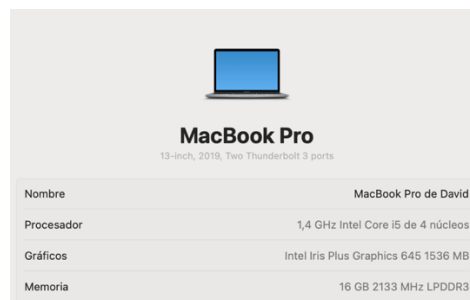 MacBook Pro
13-inch, 2019, Two Thunderbolt 3 ports
Nombre MacBook Pro de David
Procesador 1,4 GHz Intel Core i5 de 4 núcleos
Gráficos Intel Iris Plus Graphics 645 1536 MB
Memoria 16 GB 2133 MHz LPDDR3